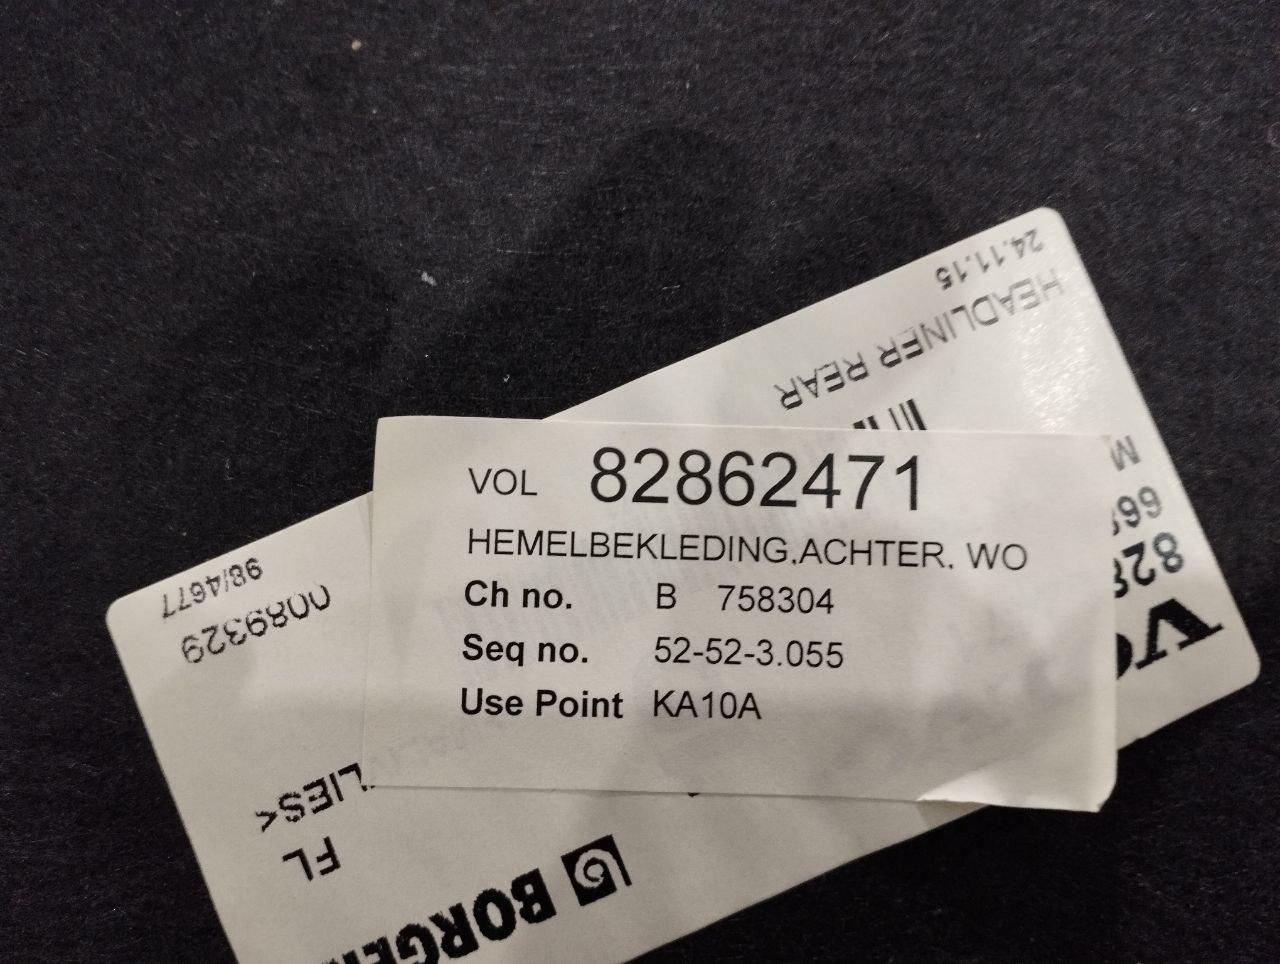 VOL 82862471
HEMELBEKLEDING,ACHTER, WO
Ch no. B 758304
Seq no. 52-52-3.055
Use Point KA10A
24.11.15
HEADLINER REAR
M
98/4677
0089329
FL